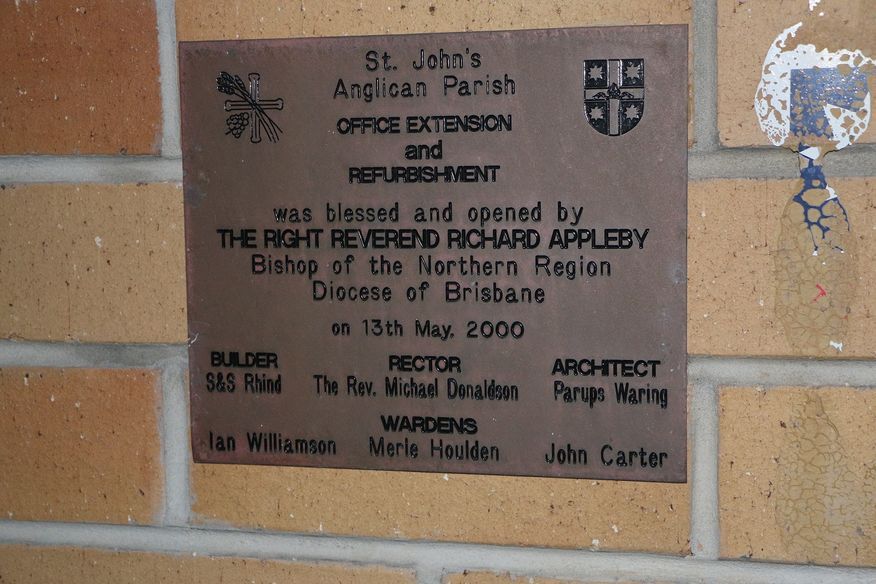 St. John's
Anglican Parish
OFFICE EXTENSION
and
REFURBISHMENT
was blessed and opened by
THE RIGHT REVEREND RICHARD APPLEBY
Bishop of the Northern Region
Diocese of Brisbane
on 13th May, 2000
BUILDER RECTOR ARCHITECT
S&S Rhind The Rev. Michael Donaldson Parups Waring
WARDENS
Ian Williamson Merle Houlden John Carter